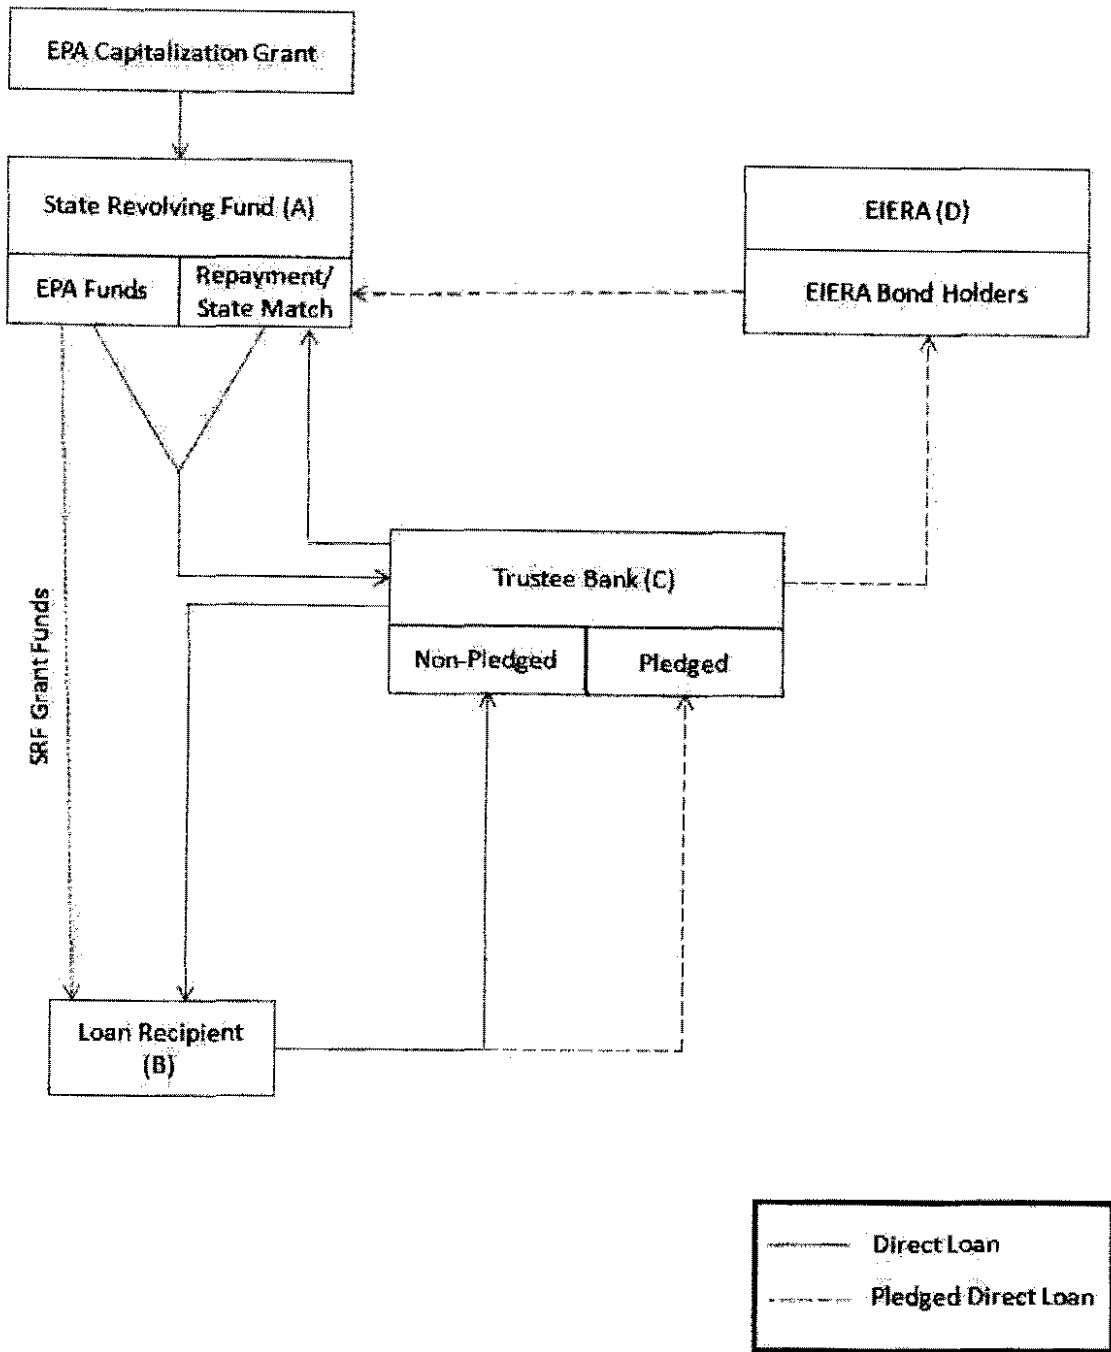 EPA Capitalization Grant
State Revolving Fund (A)
EPA Funds
Repayment/
State Match
EIERA (D)
EIERA Bond Holders
SRF Grant Funds
Trustee Bank (C)
Non-Pledged
Pledged
Loan Recipient
(B)
Direct Loan
Pledged Direct Loan